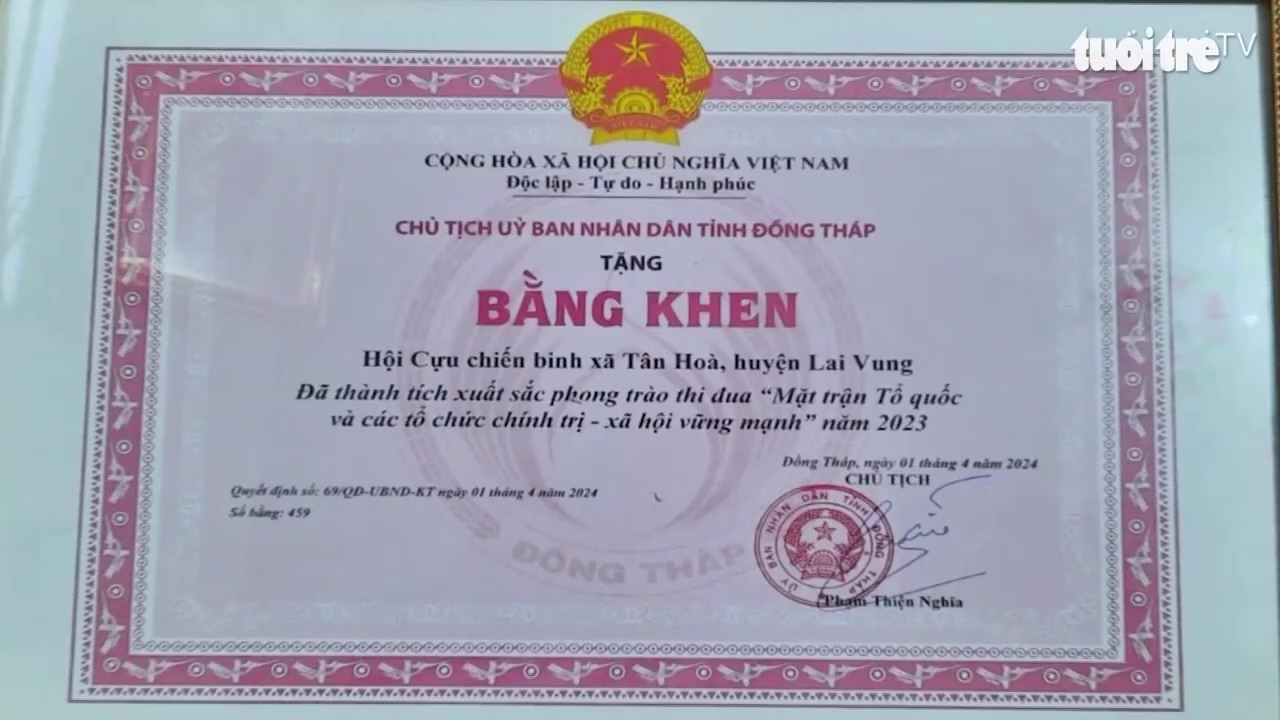 tuổi trẻ TV
VIỆT NAM
CỘNG HÒA XÃ HỘI CHỦ NGHĨA VIỆT NAM
Độc lập - Tự do - Hạnh phúc
CHỦ TỊCH UỶ BAN NHÂN DÂN TỈNH ĐỒNG THÁP
TẶNG
BẰNG KHEN
Hội Cựu chiến binh xã Tân Hoà, huyện Lai Vung
Đã thành tích xuất sắc phong trào thi đua “Mặt trận Tổ quốc
và các tổ chức chính trị - xã hội vững mạnh” năm 2023
Đồng Tháp, ngày 01 tháng 4 năm 2024
CHỦ TỊCH
Quyết định số: 69/QĐ-UBND-KT ngày 01 tháng 4 năm 2024
Số bằng: 459
ỦY BAN NHÂN DÂN TỈNH ĐỒNG THÁP
ĐỒNG THÁP
Phạm Thiện Nghĩa